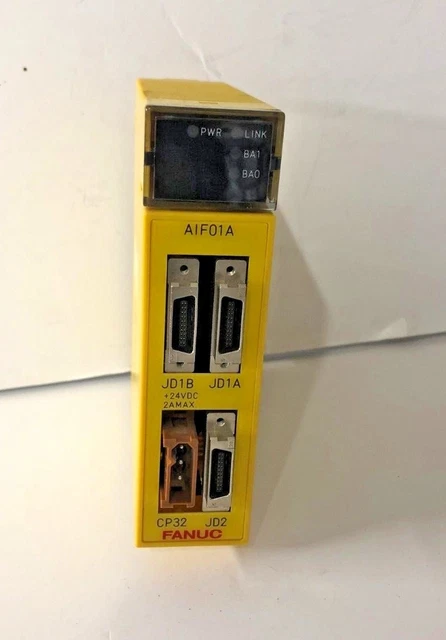 PWR LINK
BA1
BA0
AIF01A
JD1B JD1A
+24VDC
2AMAX
CP32 JD2
FANUC